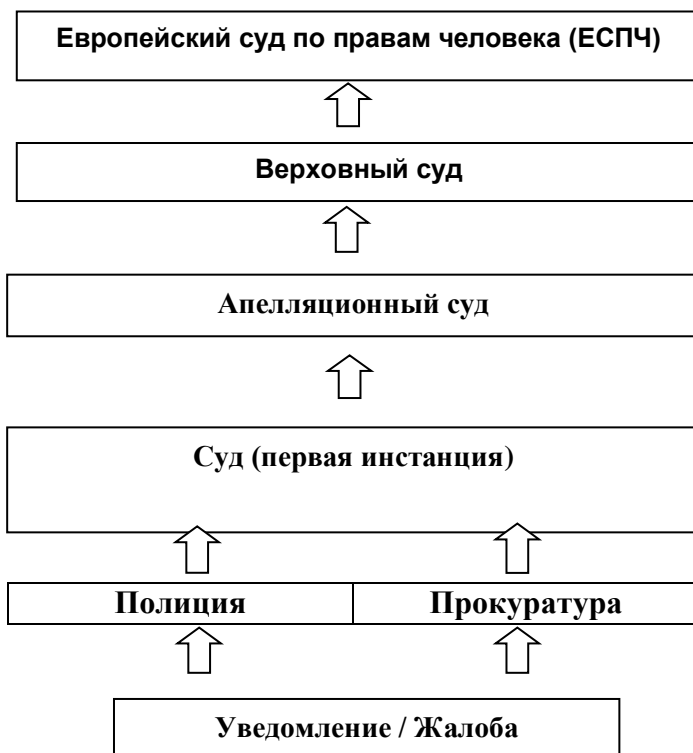 Европейский суд по правам человека (ЕСПЧ)
Верховный суд
Апелляционный суд
Суд (первая инстанция)
Полиция
Прокуратура
Уведомление / Жалоба